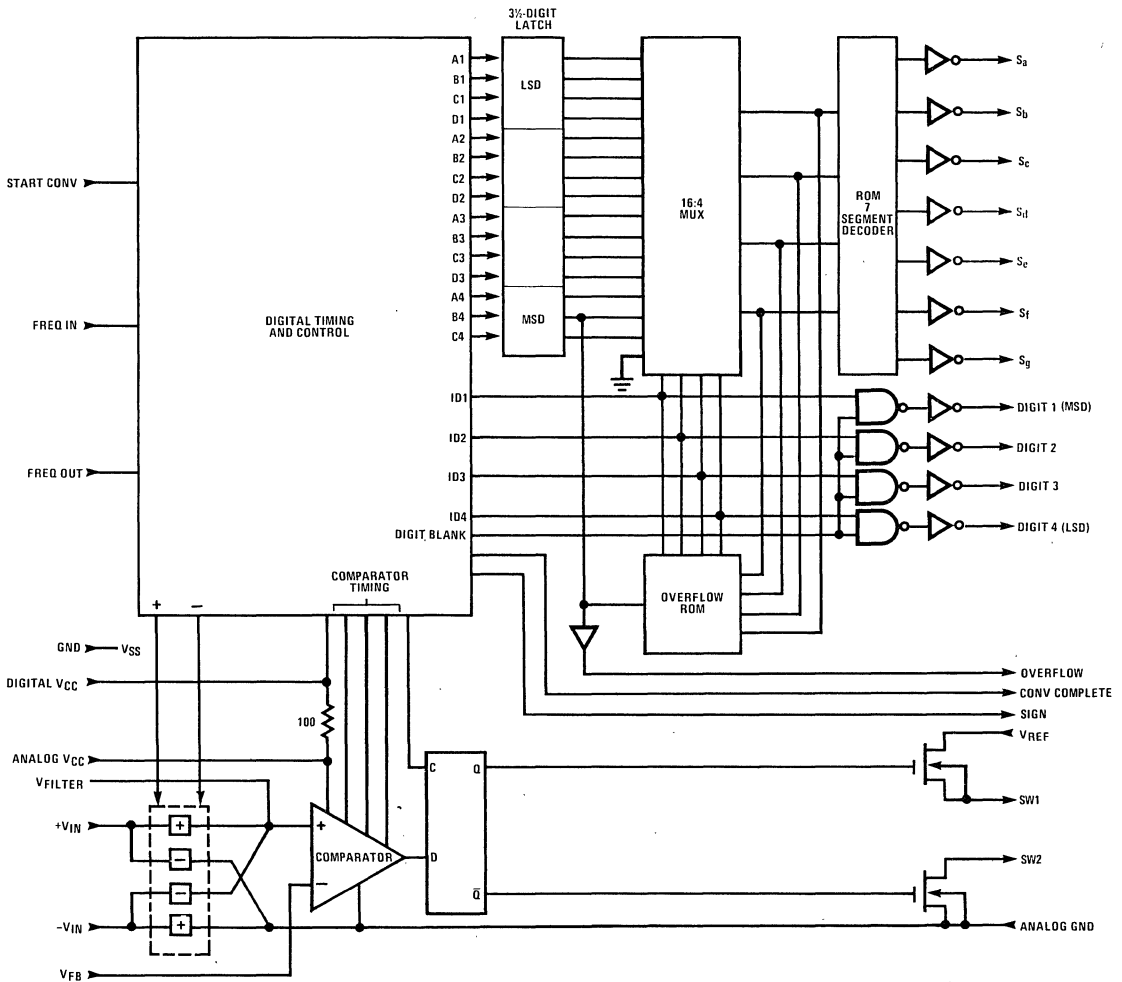 3½-DIGIT
LATCH
A1
B1
C1
D1
A2
B2
C2
D2
A3
B3
C3
D3
A4
B4
C4
LSD
MSD
16:4
MUX
ROM
7
SEGMENT
DECODER
Sa
Sb
Sc
Sd
Se
Sf
Sg
START CONV
FREQ IN
FREQ OUT
DIGITAL TIMING
AND CONTROL
ID1
ID2
ID3
ID4
DIGIT BLANK
DIGIT 1 (MSD)
DIGIT 2
DIGIT 3
DIGIT 4 (LSD)
COMPARATOR
TIMING
OVERFLOW
ROM
+
−
GND
VSS
DIGITAL VCC
100
ANALOG VCC
VFILTER
+VIN
−VIN
VFB
+
−
−
+
+
COMPARATOR
−
C
Q
D
Q̅
OVERFLOW
CONV COMPLETE
SIGN
VREF
SW1
SW2
ANALOG GND